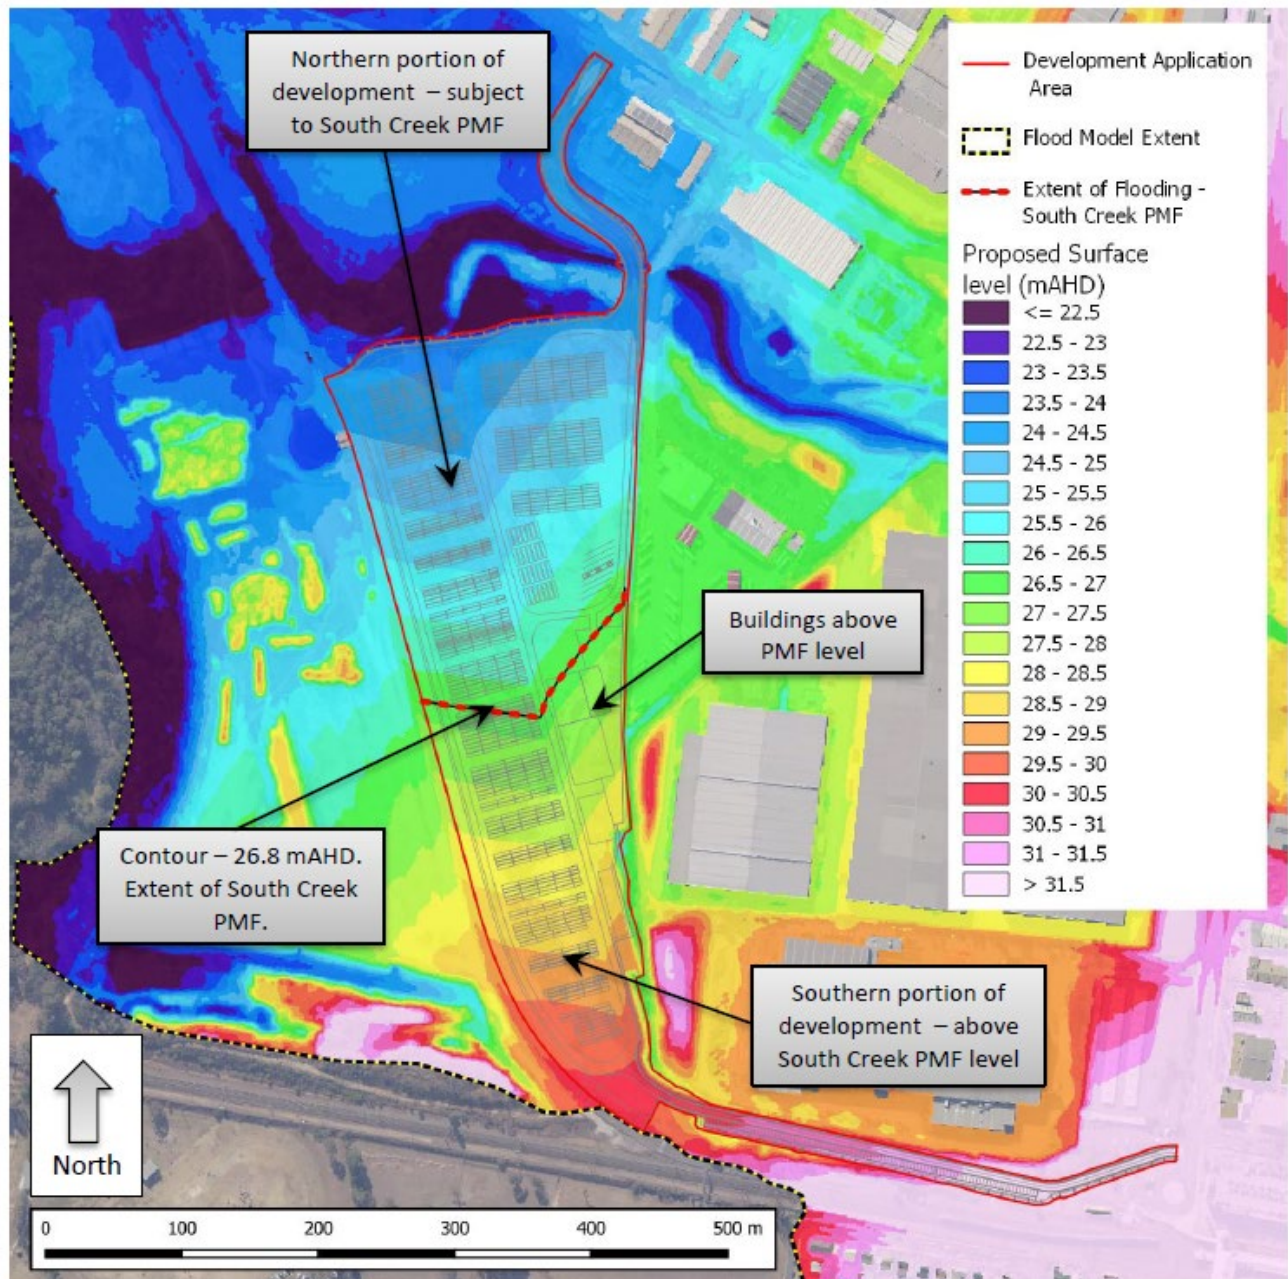 Northern portion of
development – subject
to South Creek PMF
Development Application
Area
Flood Model Extent
Extent of Flooding -
South Creek PMF
Proposed Surface
level (mAHD)
<= 22.5
22.5 - 23
23 - 23.5
23.5 - 24
24 - 24.5
24.5 - 25
25 - 25.5
25.5 - 26
26 - 26.5
26.5 - 27
27 - 27.5
27.5 - 28
28 - 28.5
28.5 - 29
29 - 29.5
29.5 - 30
30 - 30.5
30.5 - 31
31 - 31.5
> 31.5
Buildings above
PMF level
Contour – 26.8 mAHD.
Extent of South Creek
PMF.
Southern portion of
development – above
South Creek PMF level
North
0 100 200 300 400 500 m